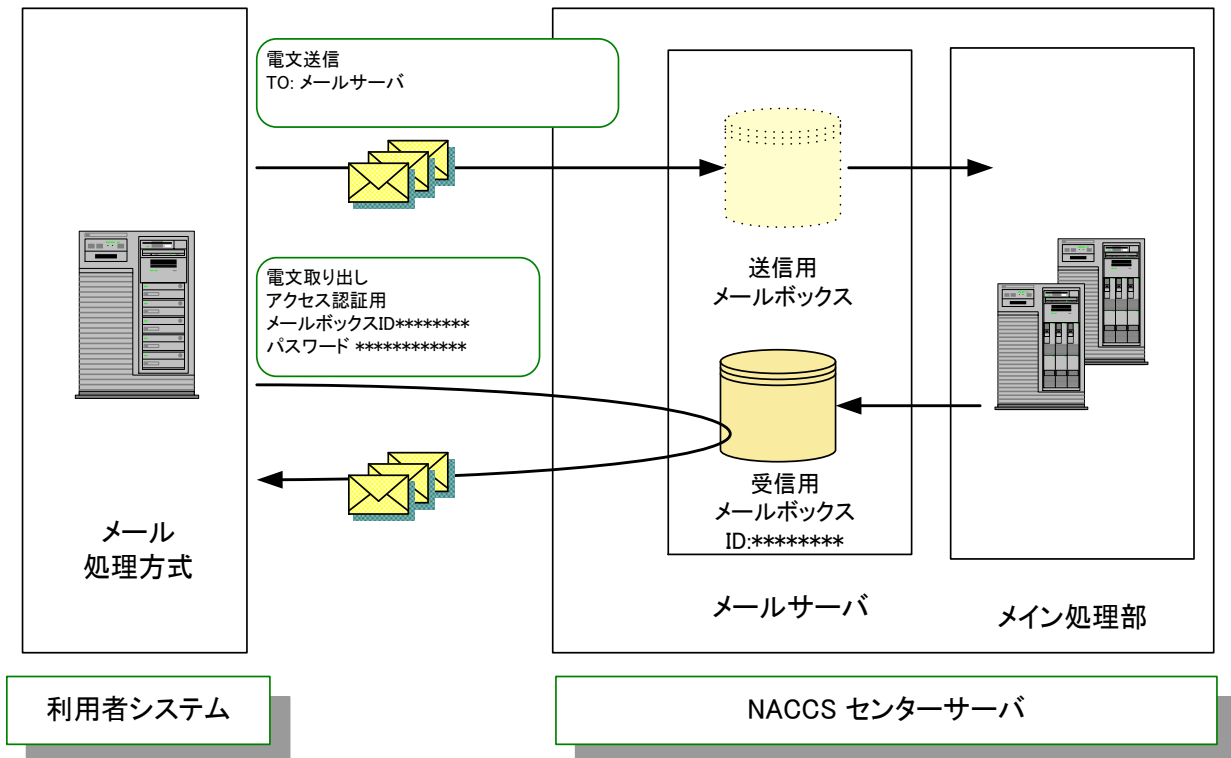 電文送信
TO: メールサーバ
電文取り出し
アクセス認証用
メールボックスID********
パスワード ************
メール
処理方式
送信用
メールボックス
受信用
メールボックス
ID:********
メールサーバ
メイン処理部
利用者システム
NACCS センターサーバ